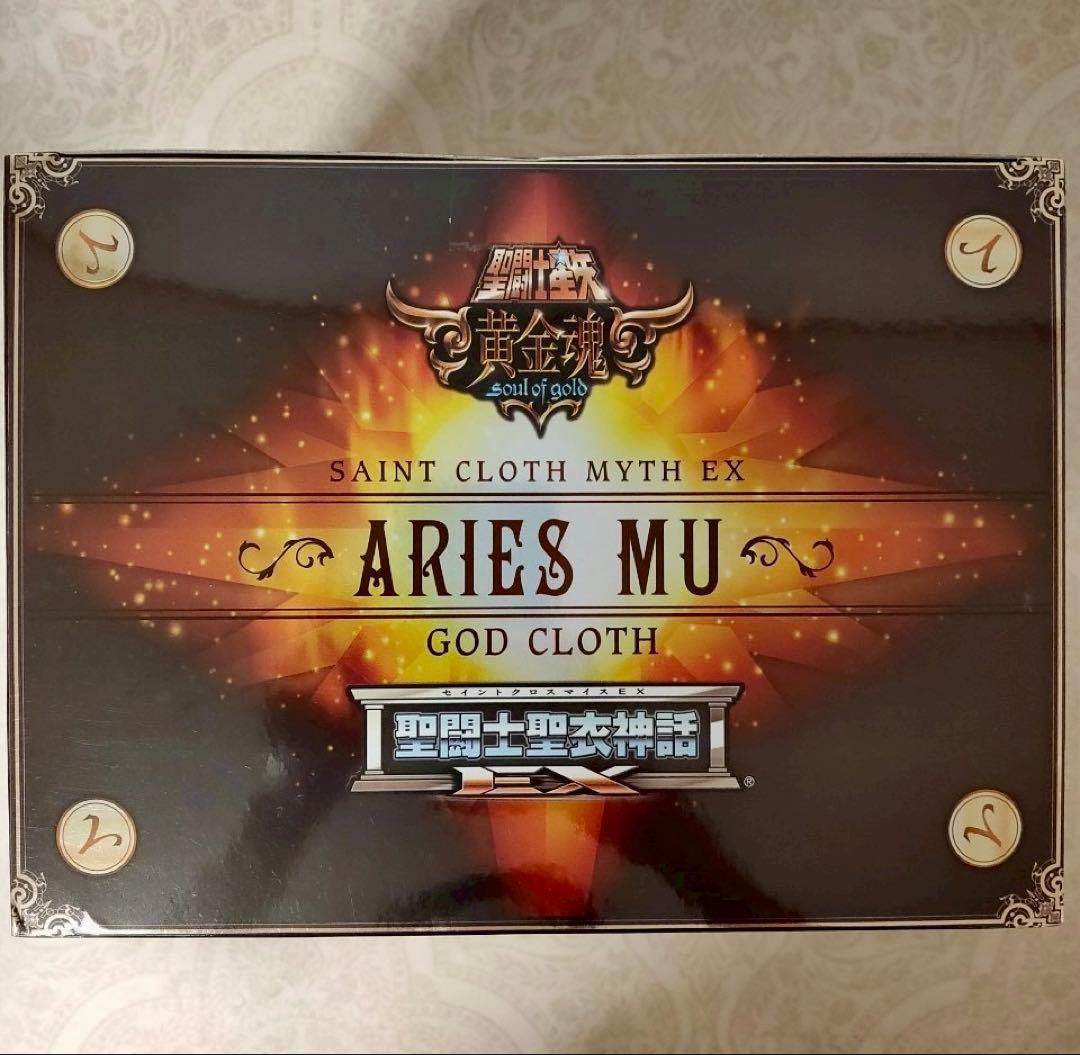 聖闘士星矢
黄金魂
soul of gold
SAINT CLOTH MYTH EX
ARIES MU
GOD CLOTH
セイントクロスマイスEX
聖闘士聖衣神話
EX ®